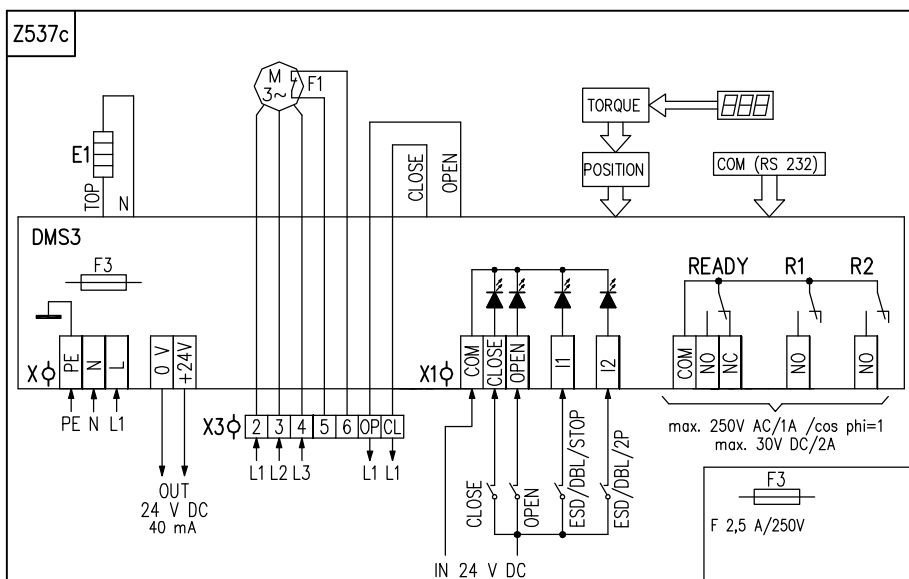 Z537c
M
3~
F1
E1
TOP
N
CLOSE
OPEN
TORQUE
POSITION
COM (RS 232)
DMS3
F3
READY
R1
R2
X
PE
N
L
0 V
+24V
X1
COM
CLOSE
OPEN
I1
I2
COM
NO
NC
NO
NO
PE N L1
X3
2 3 4 5 6 OP CL
L1 L2 L3 L1 L1
OUT
24 V DC
40 mA
CLOSE
OPEN
ESD/DBL/STOP
ESD/DBL/2P
IN 24 V DC
max. 250V AC/1A /cos phi=1
max. 30V DC/2A
F3
F 2,5 A/250V